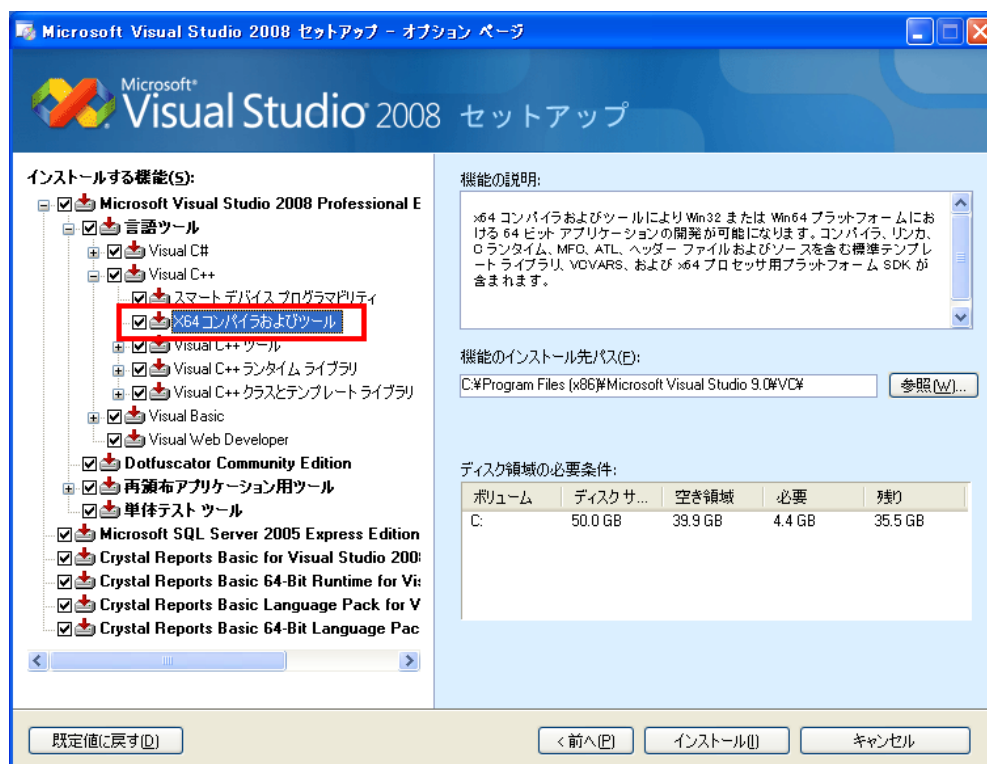 Microsoft Visual Studio 2008 セットアップ - オプション ページ
Microsoft®
Visual Studio® 2008 セットアップ
インストールする機能(S):
Microsoft Visual Studio 2008 Professional E
言語ツール
Visual C#
Visual C++
スマート デバイス プログラマビリティ
X64 コンパイラおよびツール
Visual C++ ツール
Visual C++ ランタイム ライブラリ
Visual C++ クラスとテンプレート ライブラリ
Visual Basic
Visual Web Developer
Dotfuscator Community Edition
再頒布アプリケーション用ツール
単体テスト ツール
Microsoft SQL Server 2005 Express Edition
Crystal Reports Basic for Visual Studio 200
Crystal Reports Basic 64-Bit Runtime for Vi
Crystal Reports Basic Language Pack for V
Crystal Reports Basic 64-Bit Language Pac
機能の説明:
x64 コンパイラおよびツールにより Win32 または Win64 プラットフォームにお
ける 64 ビット アプリケーションの開発が可能になります。コンパイラ、リンカ、
C ランタイム、MFC、ATL、ヘッダー ファイルおよびソースを含む標準テンプレ
ート ライブラリ、VCVARS、および x64 プロセッサ用プラットフォーム SDK が
含まれます。
機能のインストール先パス(F):
C:¥Program Files (x86)¥Microsoft Visual Studio 9.0¥VC¥
参照(W)...
ディスク領域の必要条件:
ボリューム ディスク サ... 空き領域 必要 残り
C: 50.0 GB 39.9 GB 4.4 GB 35.5 GB
既定値に戻す(D)
< 前へ(P)
インストール(I)
キャンセル